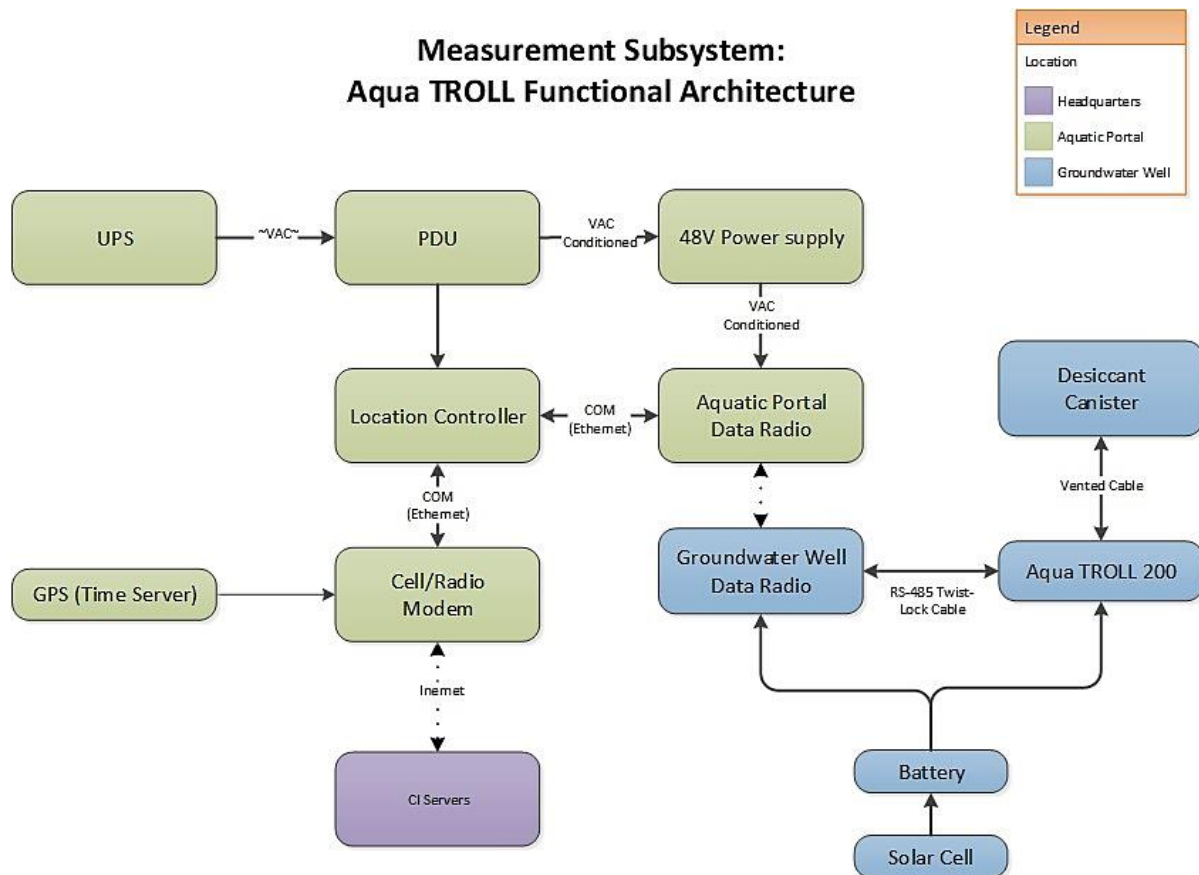 Measurement Subsystem:
Aqua TROLL Functional Architecture
Legend
Location
Headquarters
Aquatic Portal
Groundwater Well
UPS
~VAC~
PDU
VAC
Conditioned
48V Power supply
VAC
Conditioned
Location Controller
COM
(Ethernet)
Aquatic Portal
Data Radio
Desiccant
Canister
COM
(Ethernet)
Vented Cable
GPS (Time Server)
Cell/Radio
Modem
Groundwater Well
Data Radio
RS-485 Twist-
Lock Cable
Aqua TROLL 200
Inemet
CI Servers
Battery
Solar Cell